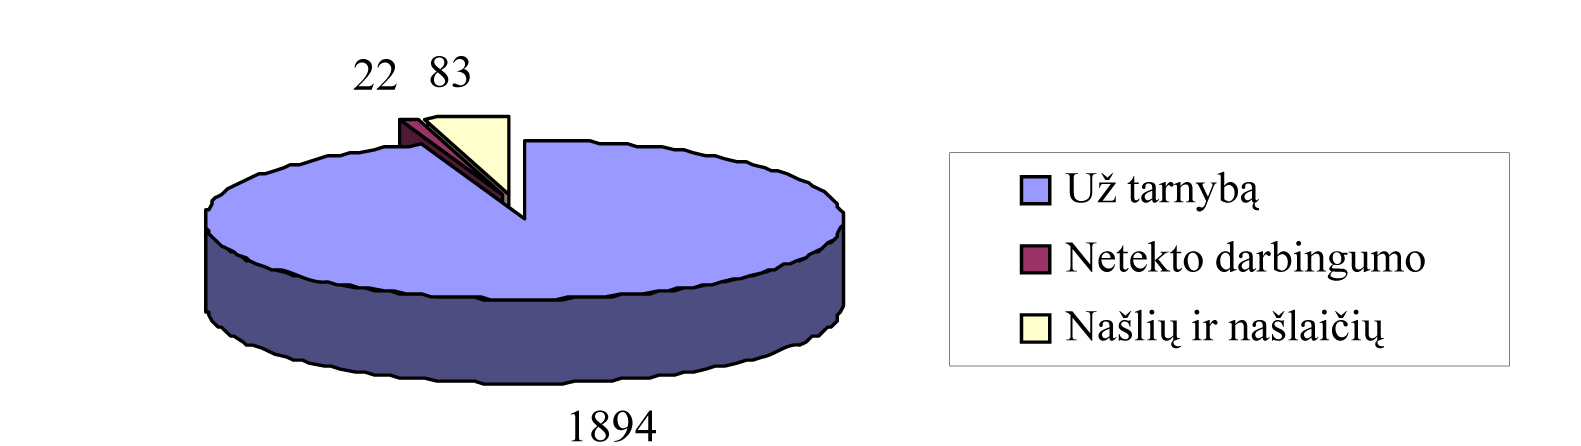 22 83
Už tarnybą
Netekto darbingumo
Našlių ir našlaičių
1894